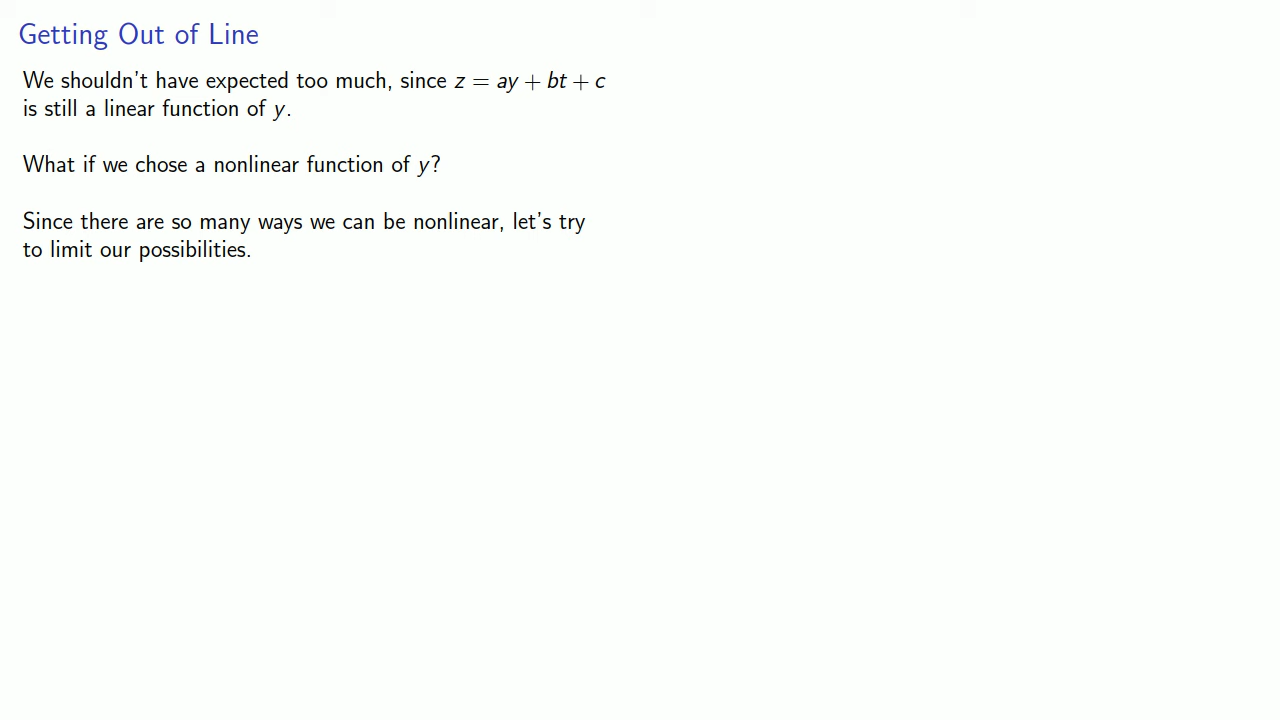 Getting Out of Line
We shouldn't have expected too much, since z = ay + bt + c
is still a linear function of y.
What if we chose a nonlinear function of y?
Since there are so many ways we can be nonlinear, let's try
to limit our possibilities.